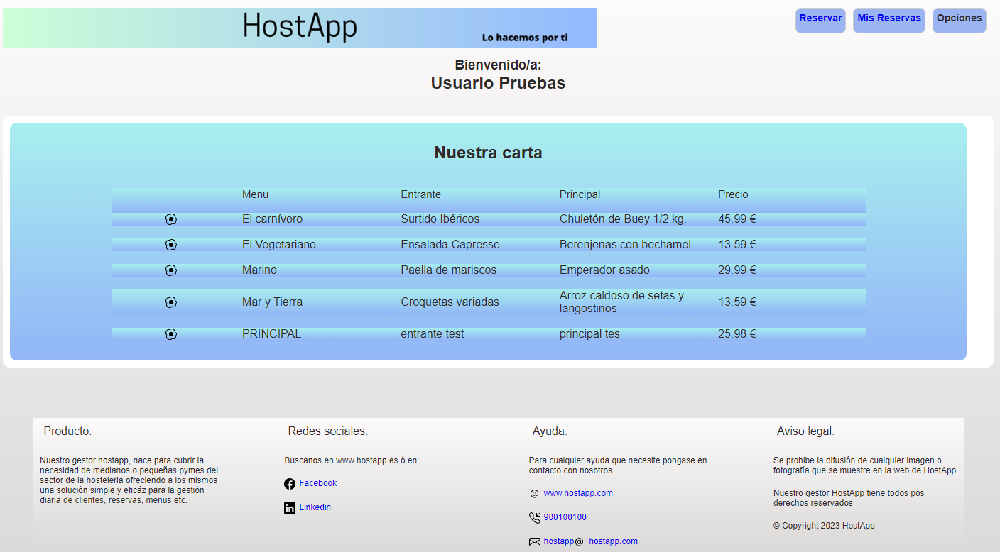 HostApp
Lo hacemos por ti
Reservar Mis Reservas Opciones
Bienvenido/a:
Usuario Pruebas
Nuestra carta
Menu Entrante Principal Precio
El carnívoro Surtido Ibéricos Chuletón de Buey 1/2 kg. 45.99 €
El Vegetariano Ensalada Capresse Berenjenas con bechamel 13.59 €
Marino Paella de mariscos Emperador asado 29.99 €
Mar y Tierra Croquetas variadas Arroz caldoso de setas y
langostinos 13.59 €
PRINCIPAL entrante test principal tes 25.98 €
Producto:
Nuestro gestor hostapp, nace para cubrir la
necesidad de medianos o pequeñas pymes del
sector de la hosteleria ofreciendo a los mismos
una solución simple y eficáz para la gestión
diaria de clientes, reservas, menus etc.
Redes sociales:
Buscanos en www.hostapp.es ó en:
Facebook
Linkedin
Ayuda:
Para cualquier ayuda que necesite pongase en
contacto con nosotros.
@ www.hostapp.com
900100100
hostapp@ hostapp.com
Aviso legal:
Se prohibe la difusión de cualquier imagen o
fotografía que se muestre en la web de HostApp
Nuestro gestor HostApp tiene todos pos
derechos reservados
© Copyright 2023 HostApp